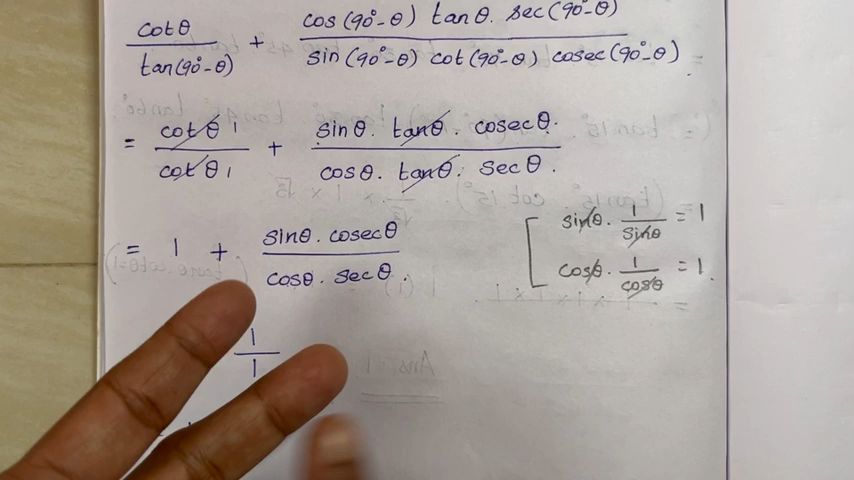 cotθ / tan(90°-θ) + cos(90°-θ) tanθ. sec(90°-θ) / sin(90°-θ) cot(90°-θ) cosec(90°-θ)
= cotθ 1 / cotθ 1 + sinθ. tanθ. cosecθ. / cosθ. tanθ. secθ.
= 1 + sinθ. cosecθ / cosθ. secθ.
[ sinθ. 1/sinθ = 1
cosθ. 1/cosθ = 1.
1/1